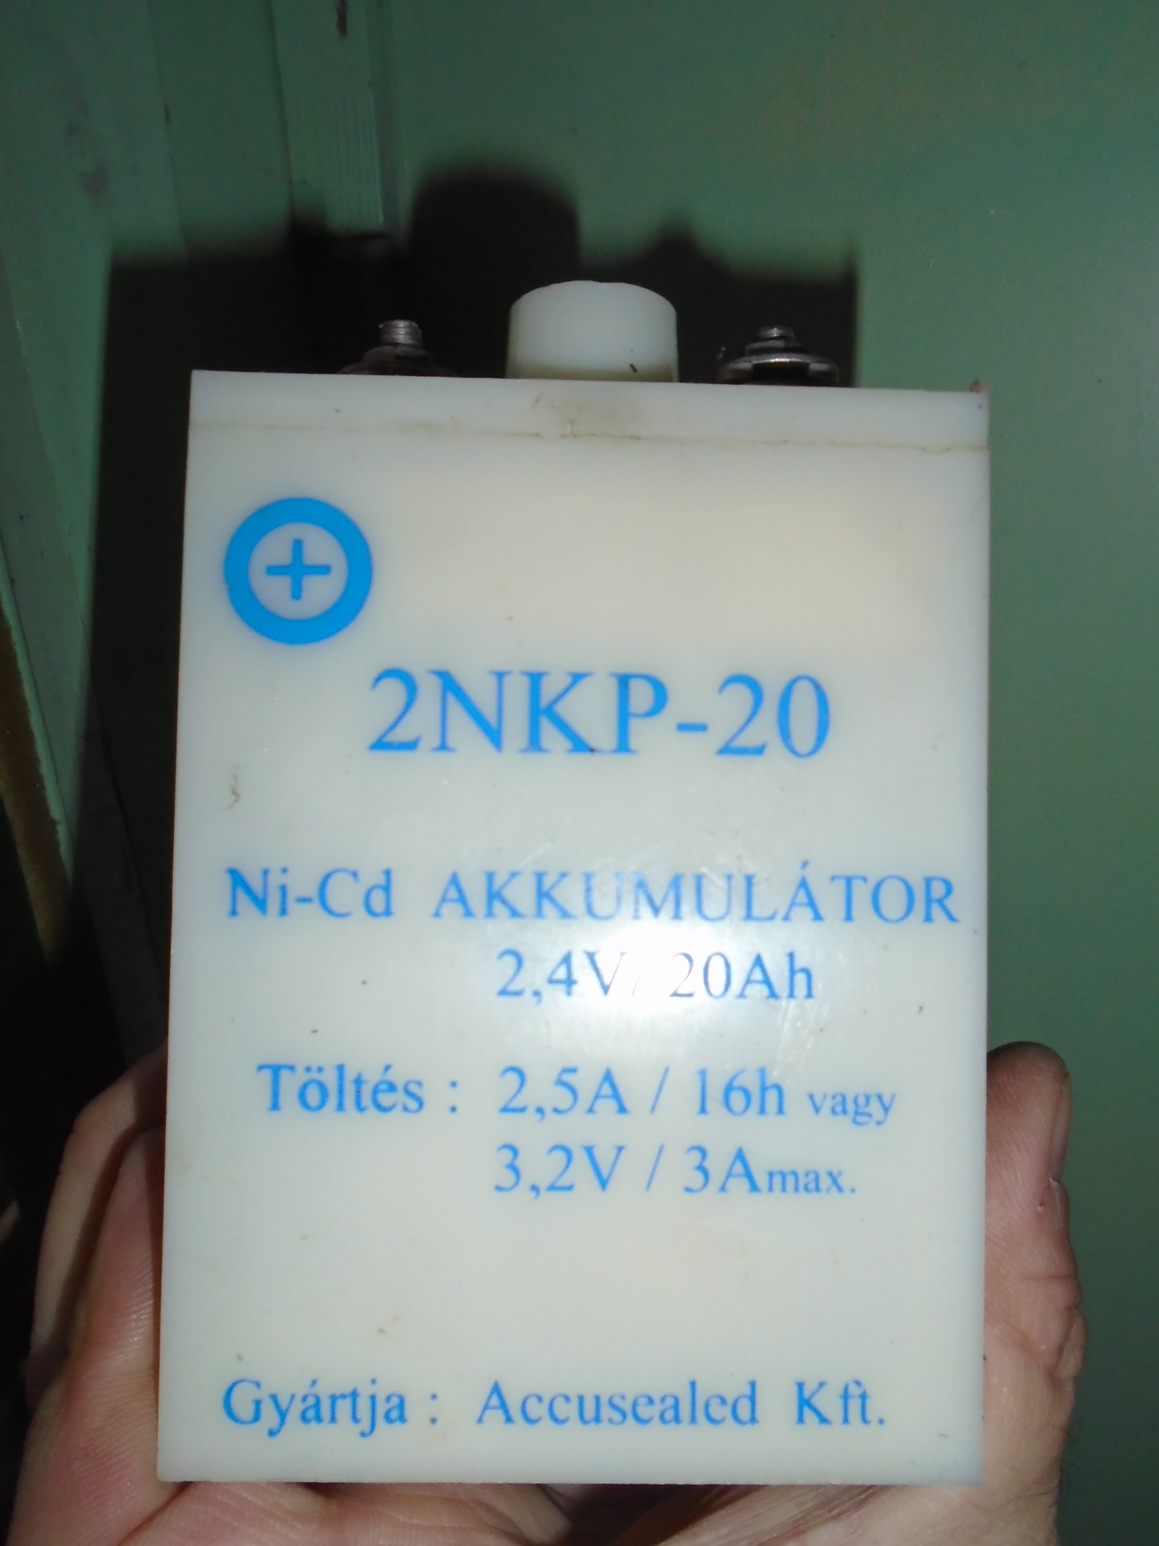 +
2NKP-20
Ni-Cd AKKUMULÁTOR
2,4V/ 20Ah
Töltés : 2,5A / 16h vagy
3,2V / 3Amax.
Gyártja : Accusealed Kft.